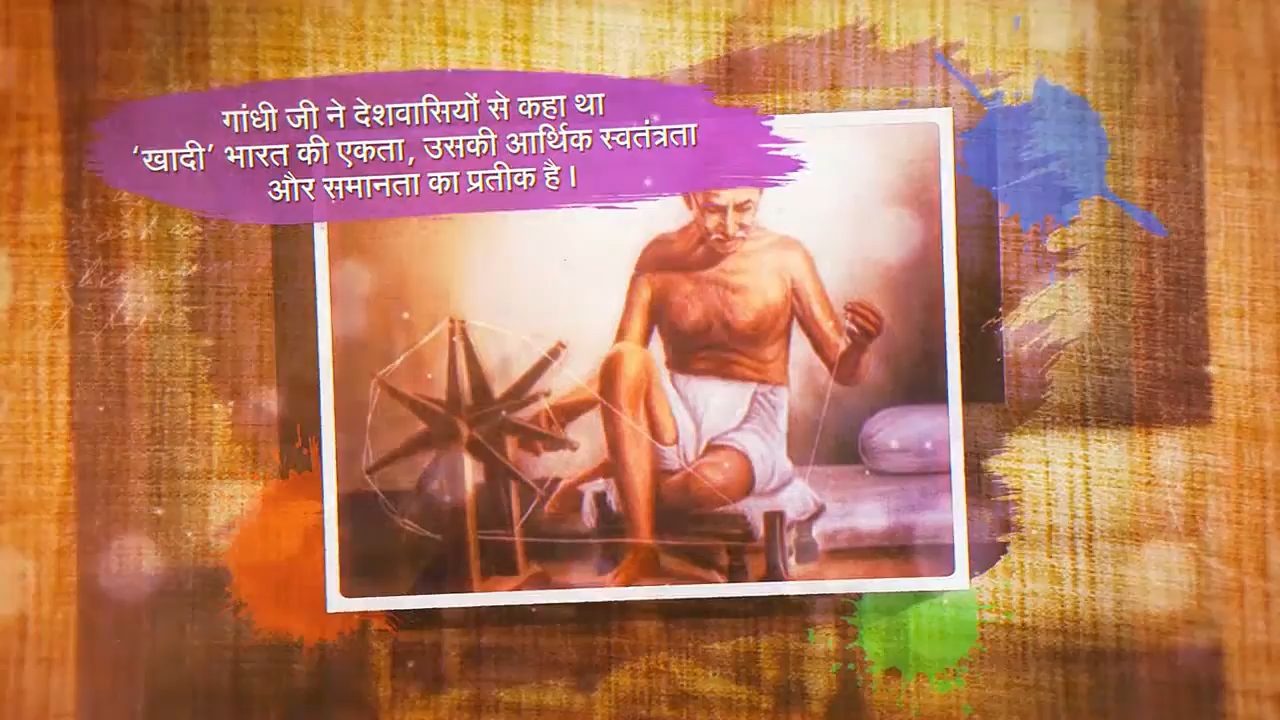 गांधी जी ने देशवासियों से कहा था
‘खादी’ भारत की एकता, उसकी आर्थिक स्वतंत्रता
और समानता का प्रतीक है।